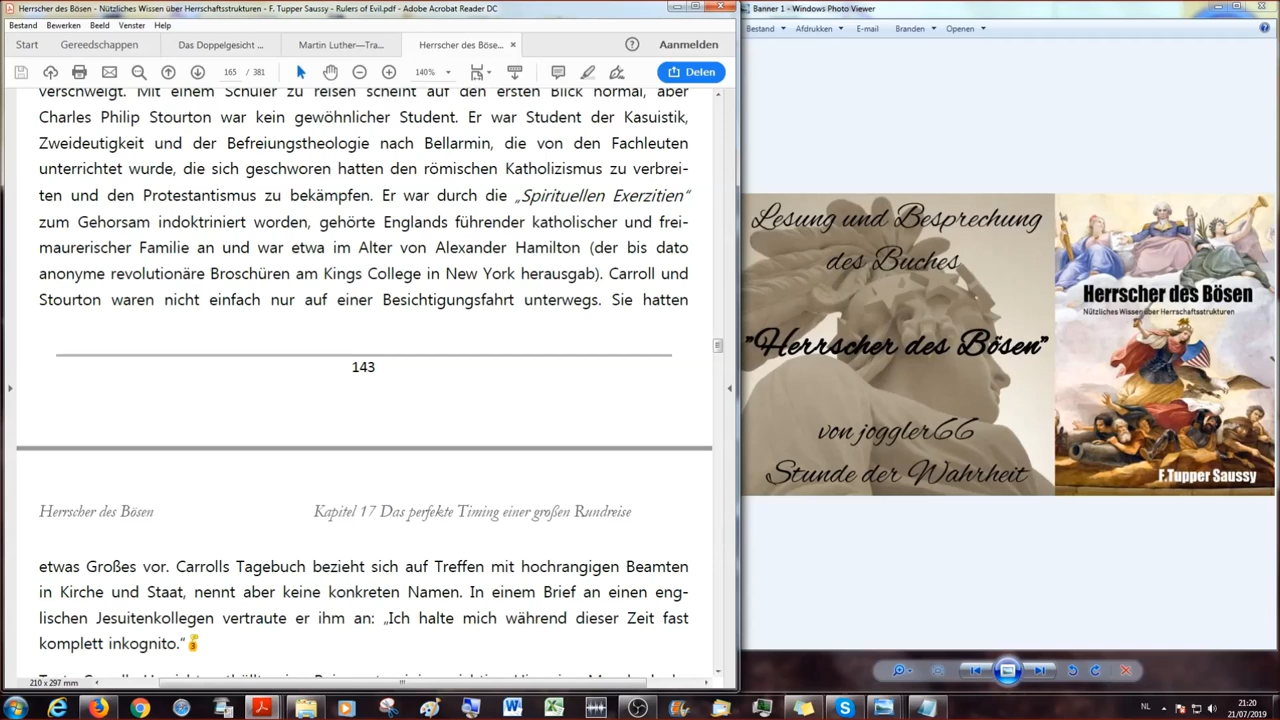 Herrscher des Bösen - Nützliches Wissen über Herrschaftsstrukturen - F. Tupper Saussy - Rulers of Evil.pdf - Adobe Acrobat Reader DC
Bestand Bewerken Beeld Venster Help
Start Gereedschappen Das Doppelgesicht ... Martin Luther—Tra... Herrscher des Böse... × ? Anmelden
165 / 381 140% Delen
verschweigt. Mit einem Schüler zu reisen scheint auf den ersten Blick normal, aber
Charles Philip Stourton war kein gewöhnlicher Student. Er war Student der Kasuistik,
Zweideutigkeit und der Befreiungstheologie nach Bellarmin, die von den Fachleuten
unterrichtet wurde, die sich geschworen hatten den römischen Katholizismus zu verbrei-
ten und den Protestantismus zu bekämpfen. Er war durch die „Spirituellen Exerzitien“
zum Gehorsam indoktriniert worden, gehörte Englands führender katholischer und frei-
maurerischer Familie an und war etwa im Alter von Alexander Hamilton (der bis dato
anonyme revolutionäre Broschüren am Kings College in New York herausgab). Carroll und
Stourton waren nicht einfach nur auf einer Besichtigungsfahrt unterwegs. Sie hatten
143
Herrscher des Bösen Kapitel 17 Das perfekte Timing einer großen Rundreise
etwas Großes vor. Carrolls Tagebuch bezieht sich auf Treffen mit hochrangigen Beamten
in Kirche und Staat, nennt aber keine konkreten Namen. In einem Brief an einen eng-
lischen Jesuitenkollegen vertraute er ihm an: „Ich halte mich während dieser Zeit fast
komplett inkognito.“ 3
210 x 297 mm
Banner 1 - Windows Photo Viewer
Bestand Afdrukken E-mail Branden Openen
Lesung und Besprechung
des Buches
"Herrscher des Bösen"
von joggler66
Stunde der Wahrheit
Herrscher des Bösen
Nützliches Wissen über Herrschaftsstrukturen
F.Tupper Saussy
NL
21:20
21/07/2019